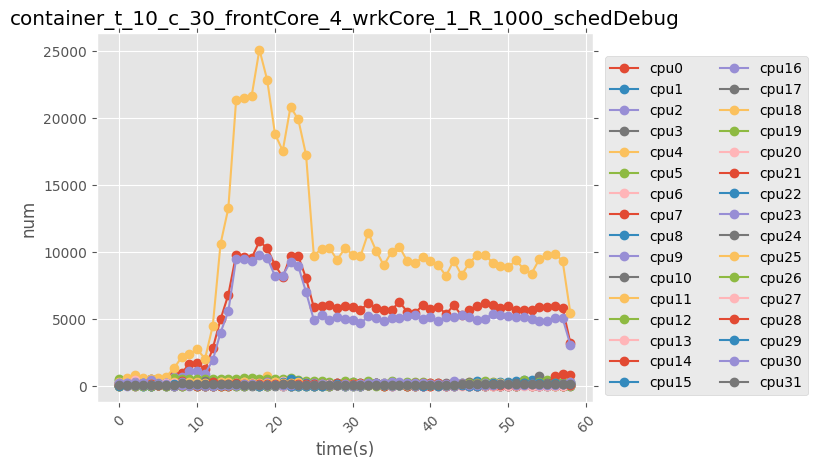 container_t_10_c_30_frontCore_4_wrkCore_1_R_1000_schedDebug
25000
20000
15000
10000
5000
0
num
0
10
20
30
40
50
60
time(s)
cpu0
cpu1
cpu2
cpu3
cpu4
cpu5
cpu6
cpu7
cpu8
cpu9
cpu10
cpu11
cpu12
cpu13
cpu14
cpu15
cpu16
cpu17
cpu18
cpu19
cpu20
cpu21
cpu22
cpu23
cpu24
cpu25
cpu26
cpu27
cpu28
cpu29
cpu30
cpu31